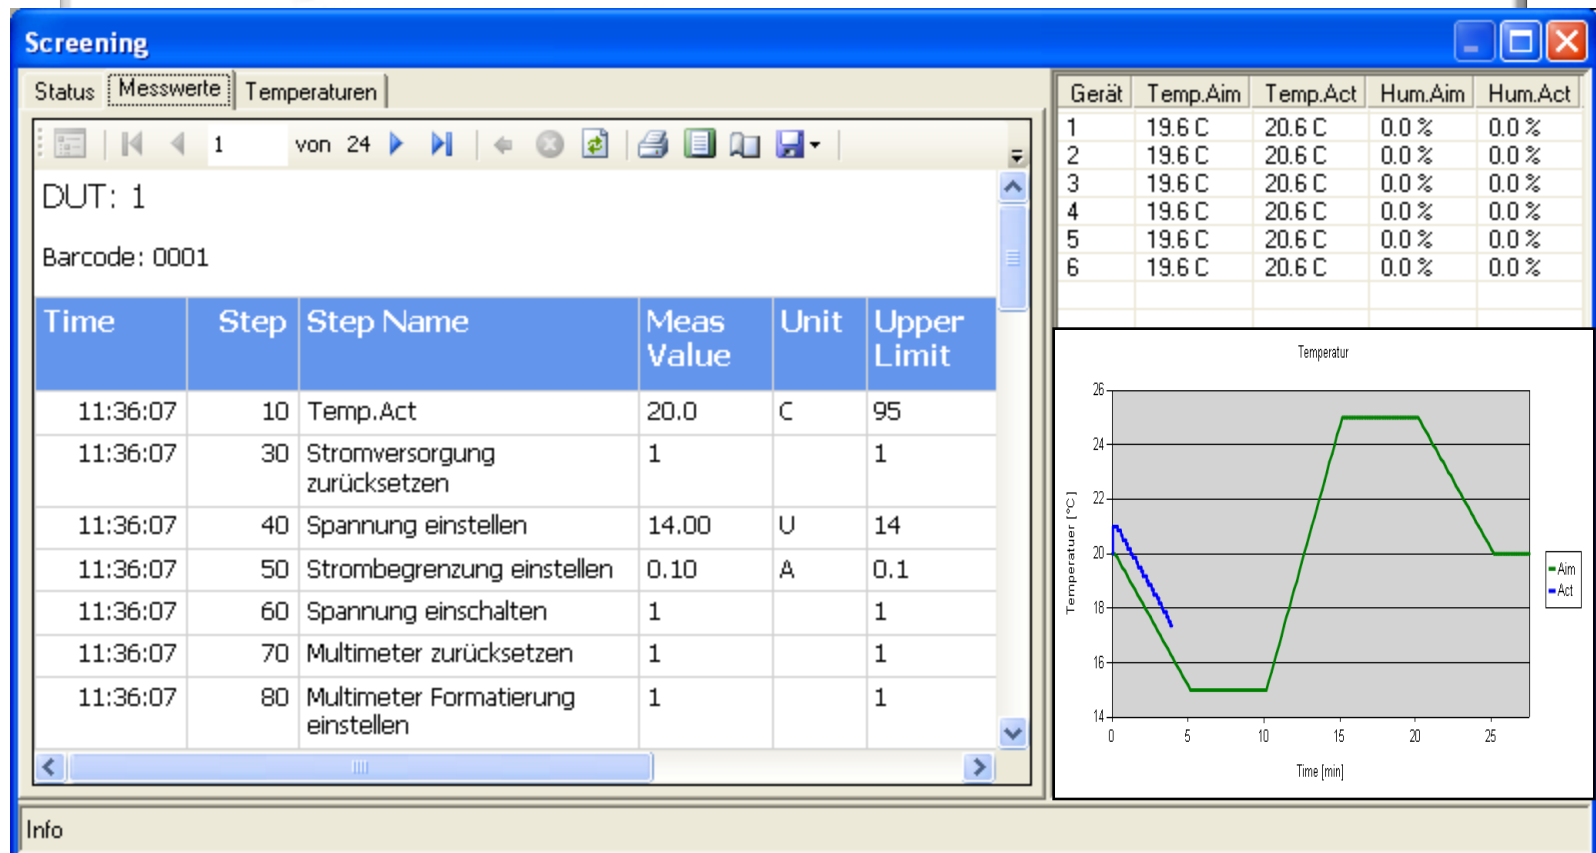 Screening
Status Messwerte Temperaturen
1 von 24
DUT: 1
Barcode: 0001
Time Step Step Name Meas Value Unit Upper Limit
11:36:07 10 Temp.Act 20.0 C 95
11:36:07 30 Stromversorgung zurücksetzen 1 1
11:36:07 40 Spannung einstellen 14.00 U 14
11:36:07 50 Strombegrenzung einstellen 0.10 A 0.1
11:36:07 60 Spannung einschalten 1 1
11:36:07 70 Multimeter zurücksetzen 1 1
11:36:07 80 Multimeter Formatierung einstellen 1 1
Gerät Temp.Aim Temp.Act Hum.Aim Hum.Act
1 19.6 C 20.6 C 0.0 % 0.0 %
2 19.6 C 20.6 C 0.0 % 0.0 %
3 19.6 C 20.6 C 0.0 % 0.0 %
4 19.6 C 20.6 C 0.0 % 0.0 %
5 19.6 C 20.6 C 0.0 % 0.0 %
6 19.6 C 20.6 C 0.0 % 0.0 %
Temperatur
Temperatuer [°C]
26
24
22
20
18
16
14
0 5 10 15 20 25
Time [min]
Aim
Act
Info